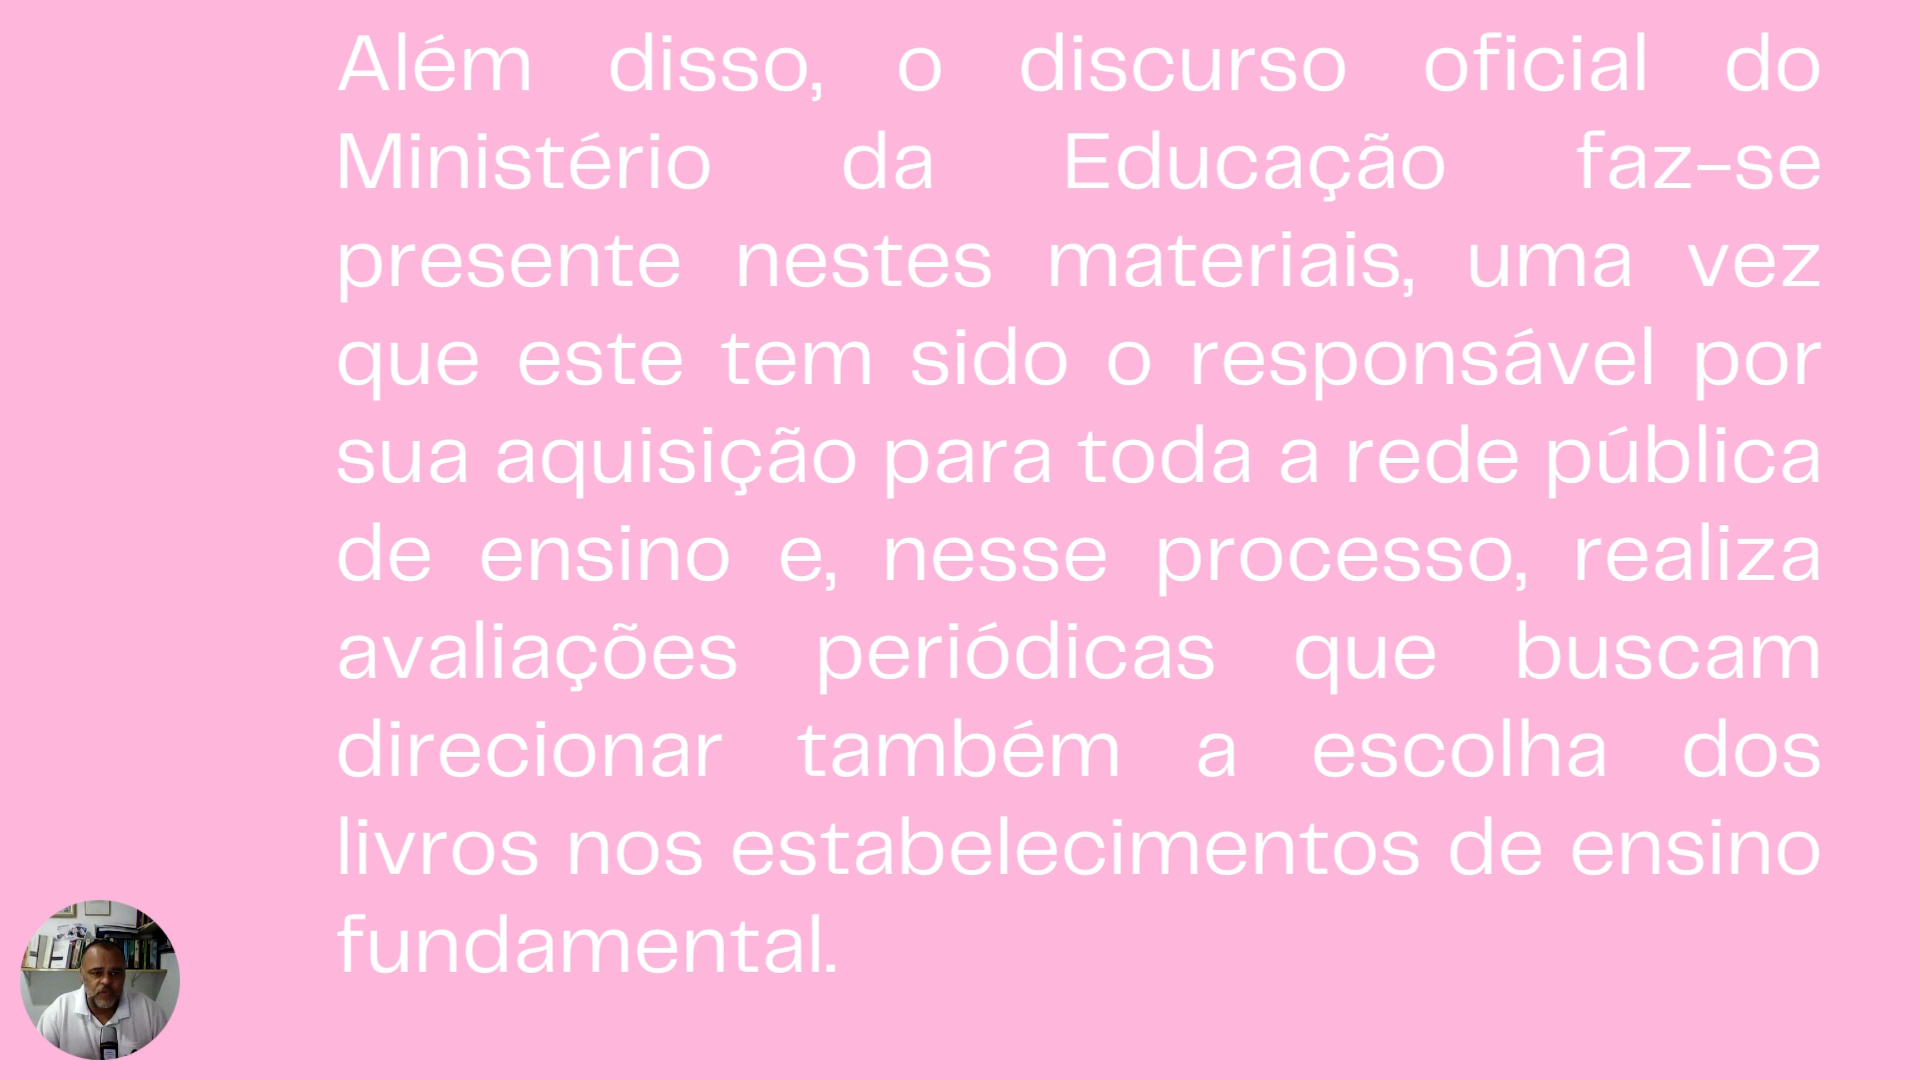 Além disso, o discurso oficial do
Ministério da Educação faz-se
presente nestes materiais, uma vez
que este tem sido o responsável por
sua aquisição para toda a rede pública
de ensino e, nesse processo, realiza
avaliações periódicas que buscam
direcionar também a escolha dos
livros nos estabelecimentos de ensino
fundamental.